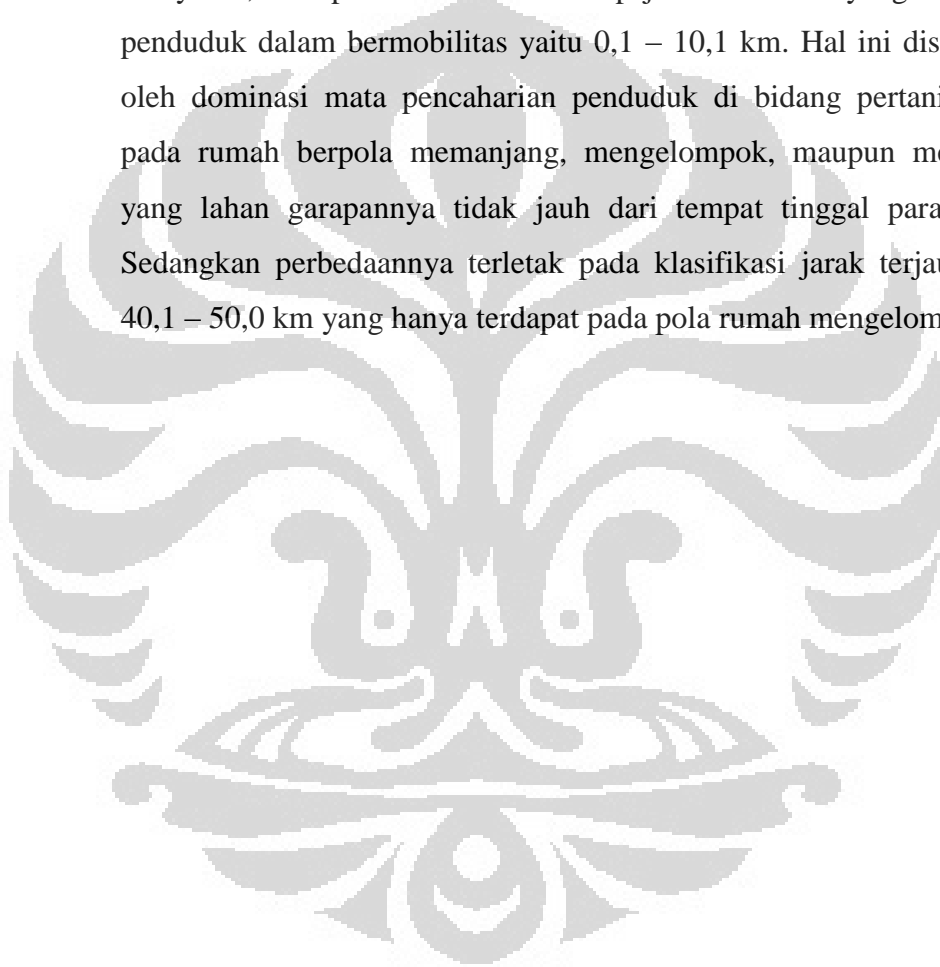 penduduk dalam bermobilitas yaitu 0,1 – 10,1 km. Hal ini dis
oleh dominasi mata pencaharian penduduk di bidang pertani
pada rumah berpola memanjang, mengelompok, maupun me
yang lahan garapannya tidak jauh dari tempat tinggal para
Sedangkan perbedaannya terletak pada klasifikasi jarak terjau
40,1 – 50,0 km yang hanya terdapat pada pola rumah mengelom